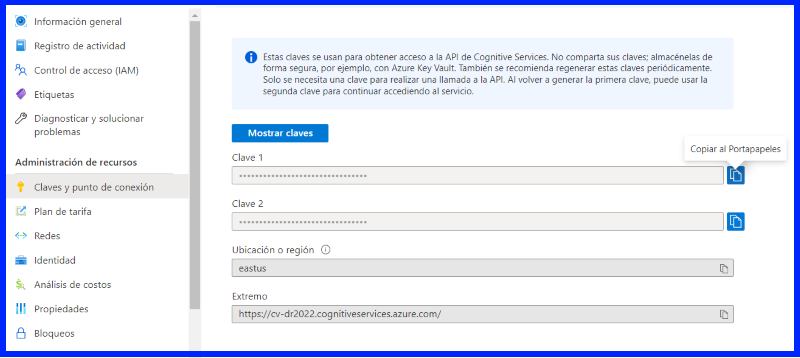 Información general
Registro de actividad
Control de acceso (IAM)
Etiquetas
Diagnosticar y solucionar
problemas
Administración de recursos
Claves y punto de conexión
Plan de tarifa
Redes
Identidad
Análisis de costos
Propiedades
Bloqueos
Estas claves se usan para obtener acceso a la API de Cognitive Services. No comparta sus claves; almacénelas de
forma segura, por ejemplo, con Azure Key Vault. También se recomienda regenerar estas claves periódicamente.
Solo se necesita una clave para realizar una llamada a la API. Al volver a generar la primera clave, puede usar la
segunda clave para continuar accediendo al servicio.
Mostrar claves
Copiar al Portapapeles
Clave 1
Clave 2
Ubicación o región
eastus
Extremo
https://cv-dr2022.cognitiveservices.azure.com/